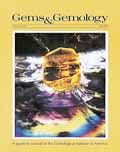 Gems&Gemology
A quarterly journal of the Gemological Institute of America